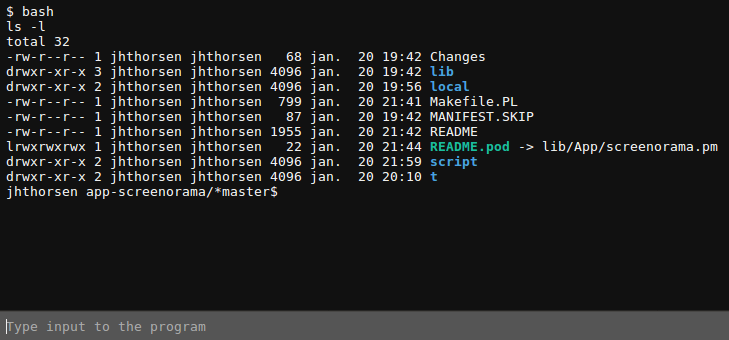 $ bash
ls -l
total 32
-rw-r--r-- 1 jhthorsen jhthorsen   68 jan.  20 19:42 Changes
drwxr-xr-x 3 jhthorsen jhthorsen 4096 jan.  20 19:42 lib
drwxr-xr-x 2 jhthorsen jhthorsen 4096 jan.  20 19:56 local
-rw-r--r-- 1 jhthorsen jhthorsen  799 jan.  20 21:41 Makefile.PL
-rw-r--r-- 1 jhthorsen jhthorsen   87 jan.  20 19:42 MANIFEST.SKIP
-rw-r--r-- 1 jhthorsen jhthorsen 1955 jan.  20 21:42 README
lrwxrwxrwx 1 jhthorsen jhthorsen   22 jan.  20 21:44 README.pod -> lib/App/screenorama.pm
drwxr-xr-x 2 jhthorsen jhthorsen 4096 jan.  20 21:59 script
drwxr-xr-x 2 jhthorsen jhthorsen 4096 jan.  20 20:10 t
jhthorsen app-screenorama/*master$
Type input to the program